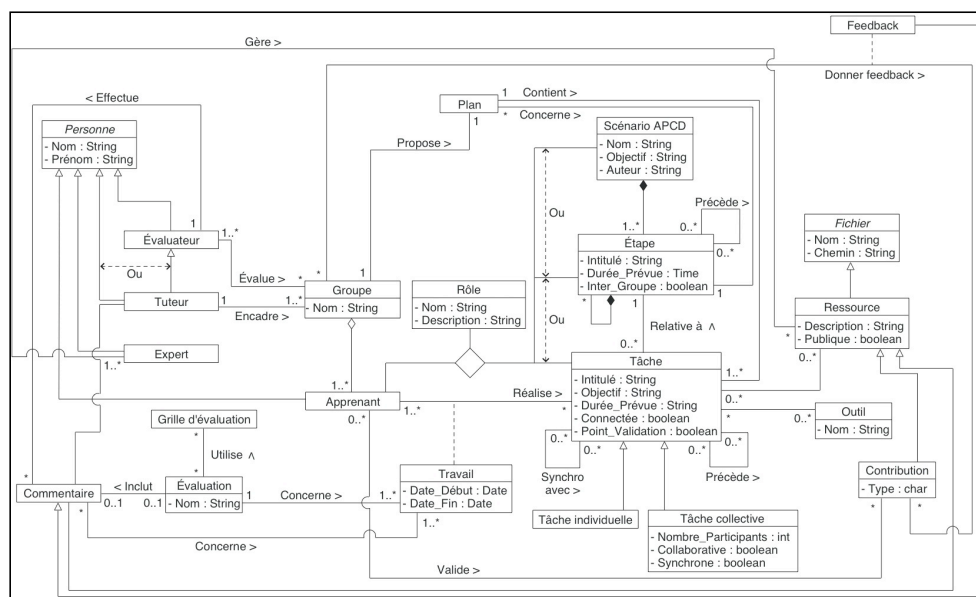 Feedback
Gère >
Donner feedback >
< Effectue
Plan
1
Contient >
*
Concerne >
1
Propose >
Personne
- Nom : String
- Prénom : String
Scénario APCD
- Nom : String
- Objectif : String
- Auteur : String
Ou
Précède >
0..*
0..*
1..*
Étape
- Intitulé : String
- Durée_Prévue : Time
- Inter_Groupe : boolean
*
1
1
Fichier
- Nom : String
- Chemin : String
1
1..*
Évaluateur
Ou
Évalue >
*
*
1
Groupe
- Nom : String
Tuteur
1
1..*
Encadre >
Rôle
- Nom : String
- Description : String
Ou
Relative à ∧
0..*
Ressource
- Description : String
- Publique : boolean
*
0..*
Expert
1..*
1..*
Apprenant
1..*
0..*
Réalise >
*
Tâche
- Intitulé : String
- Objectif : String
- Durée_Prévue : String
- Connectée : boolean
- Point_Validation : boolean
1..*
0..*
*
0..*
Outil
- Nom : String
0..*
0..*
Synchro
avec >
0..*
0..*
Précède >
Grille d'évaluation
*
Utilise ∧
*
Évaluation
- Nom : String
Commentaire
*
< Inclut
0..1
0..1
1
Concerne >
1..*
Travail
- Date_Début : Date
- Date_Fin : Date
1..*
*
Concerne >
Tâche individuelle
Tâche collective
- Nombre_Participants : int
- Collaborative : boolean
- Synchrone : boolean
Contribution
- Type : char
*
*
Valide >